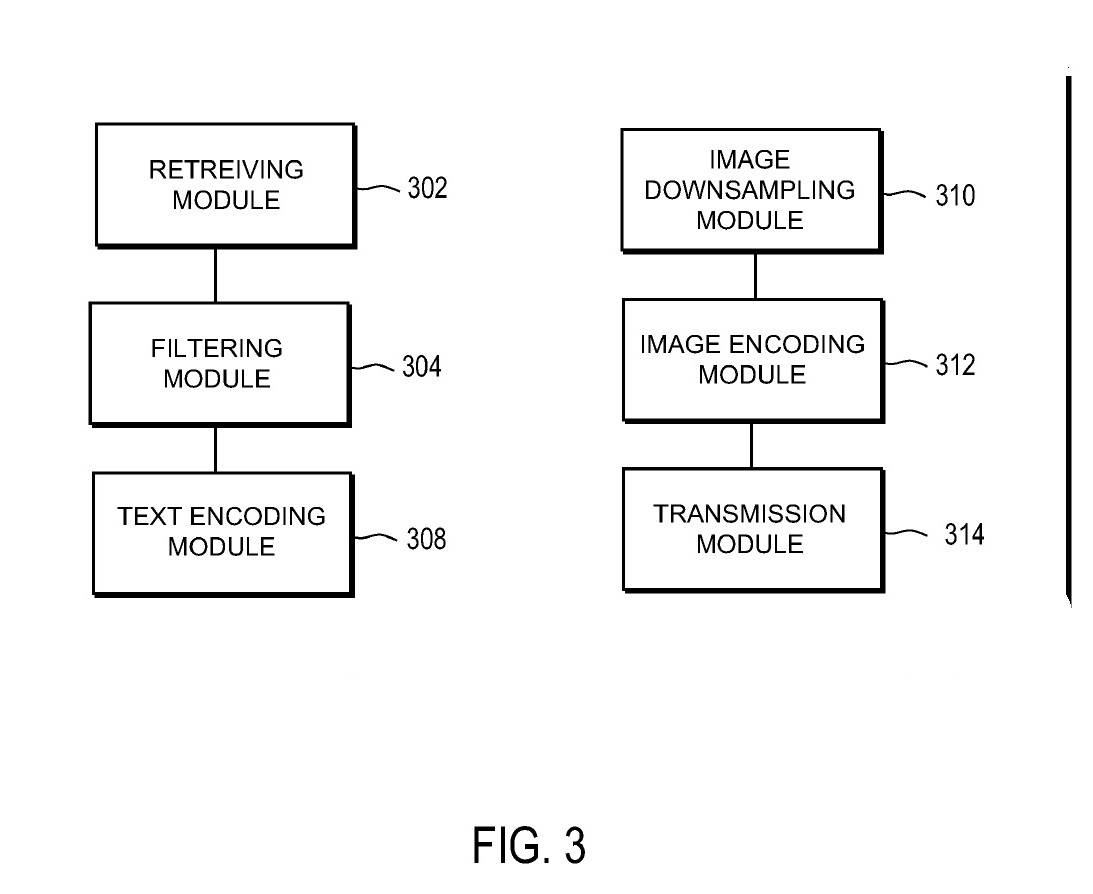 RETREIVING
MODULE
302
FILTERING
MODULE
304
TEXT ENCODING
MODULE
308
IMAGE
DOWNSAMPLING
MODULE
310
IMAGE ENCODING
MODULE
312
TRANSMISSION
MODULE
314
FIG. 3